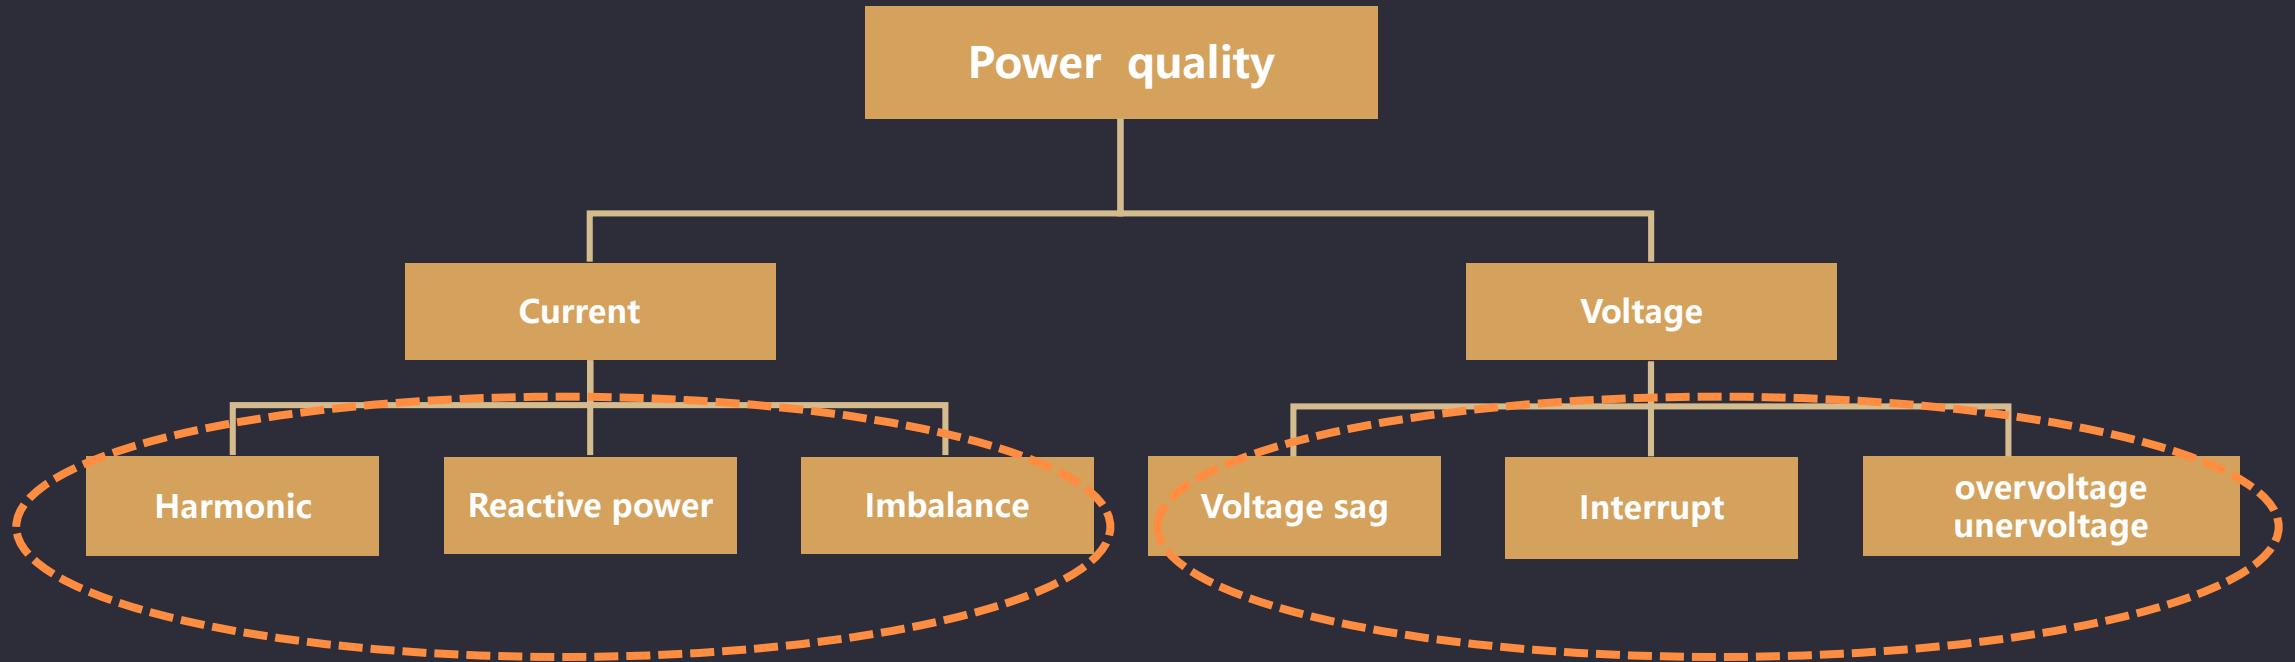 Power quality
Current
Voltage
Harmonic
Reactive power
Imbalance
Voltage sag
Interrupt
overvoltage
unervoltage